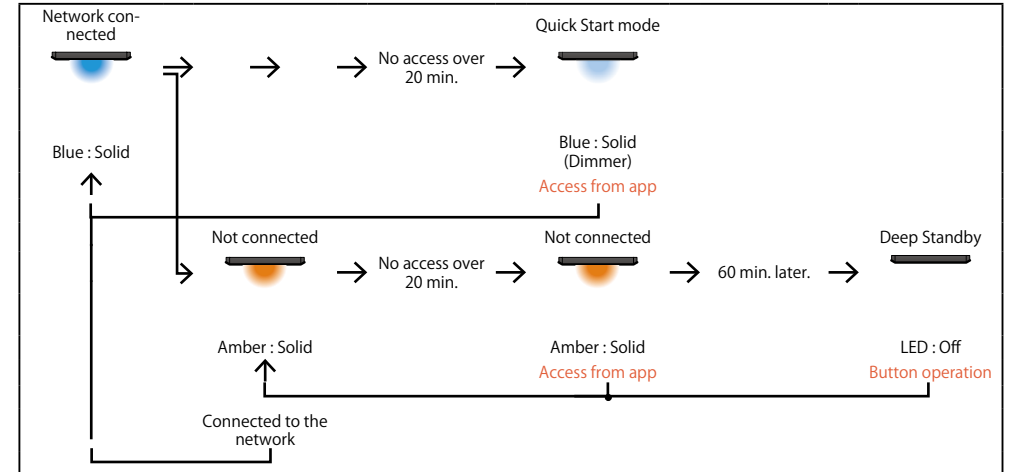 Network con-
nected
Quick Start mode
No access over
20 min.
Blue : Solid
Blue : Solid
(Dimmer)
Access from app
Not connected
Not connected
Deep Standby
No access over
20 min.
60 min. later.
Amber : Solid
Amber : Solid
LED : Off
Access from app
Button operation
Connected to the
network